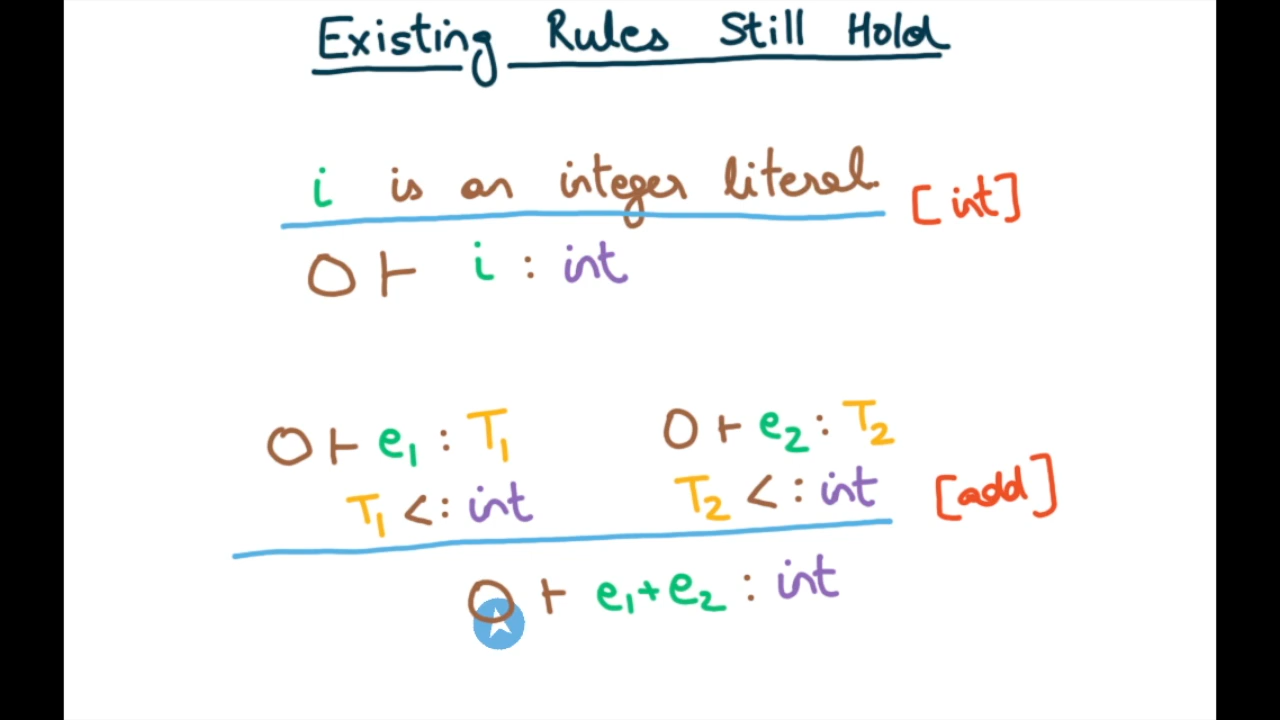 Existing Rules Still Hold
i is an integer literal.
[int]
O ⊢ i : int
O ⊢ e₁ : T₁ O ⊢ e₂ : T₂
T₁ <: int T₂ <: int [add]
O ⊢ e₁+e₂ : int